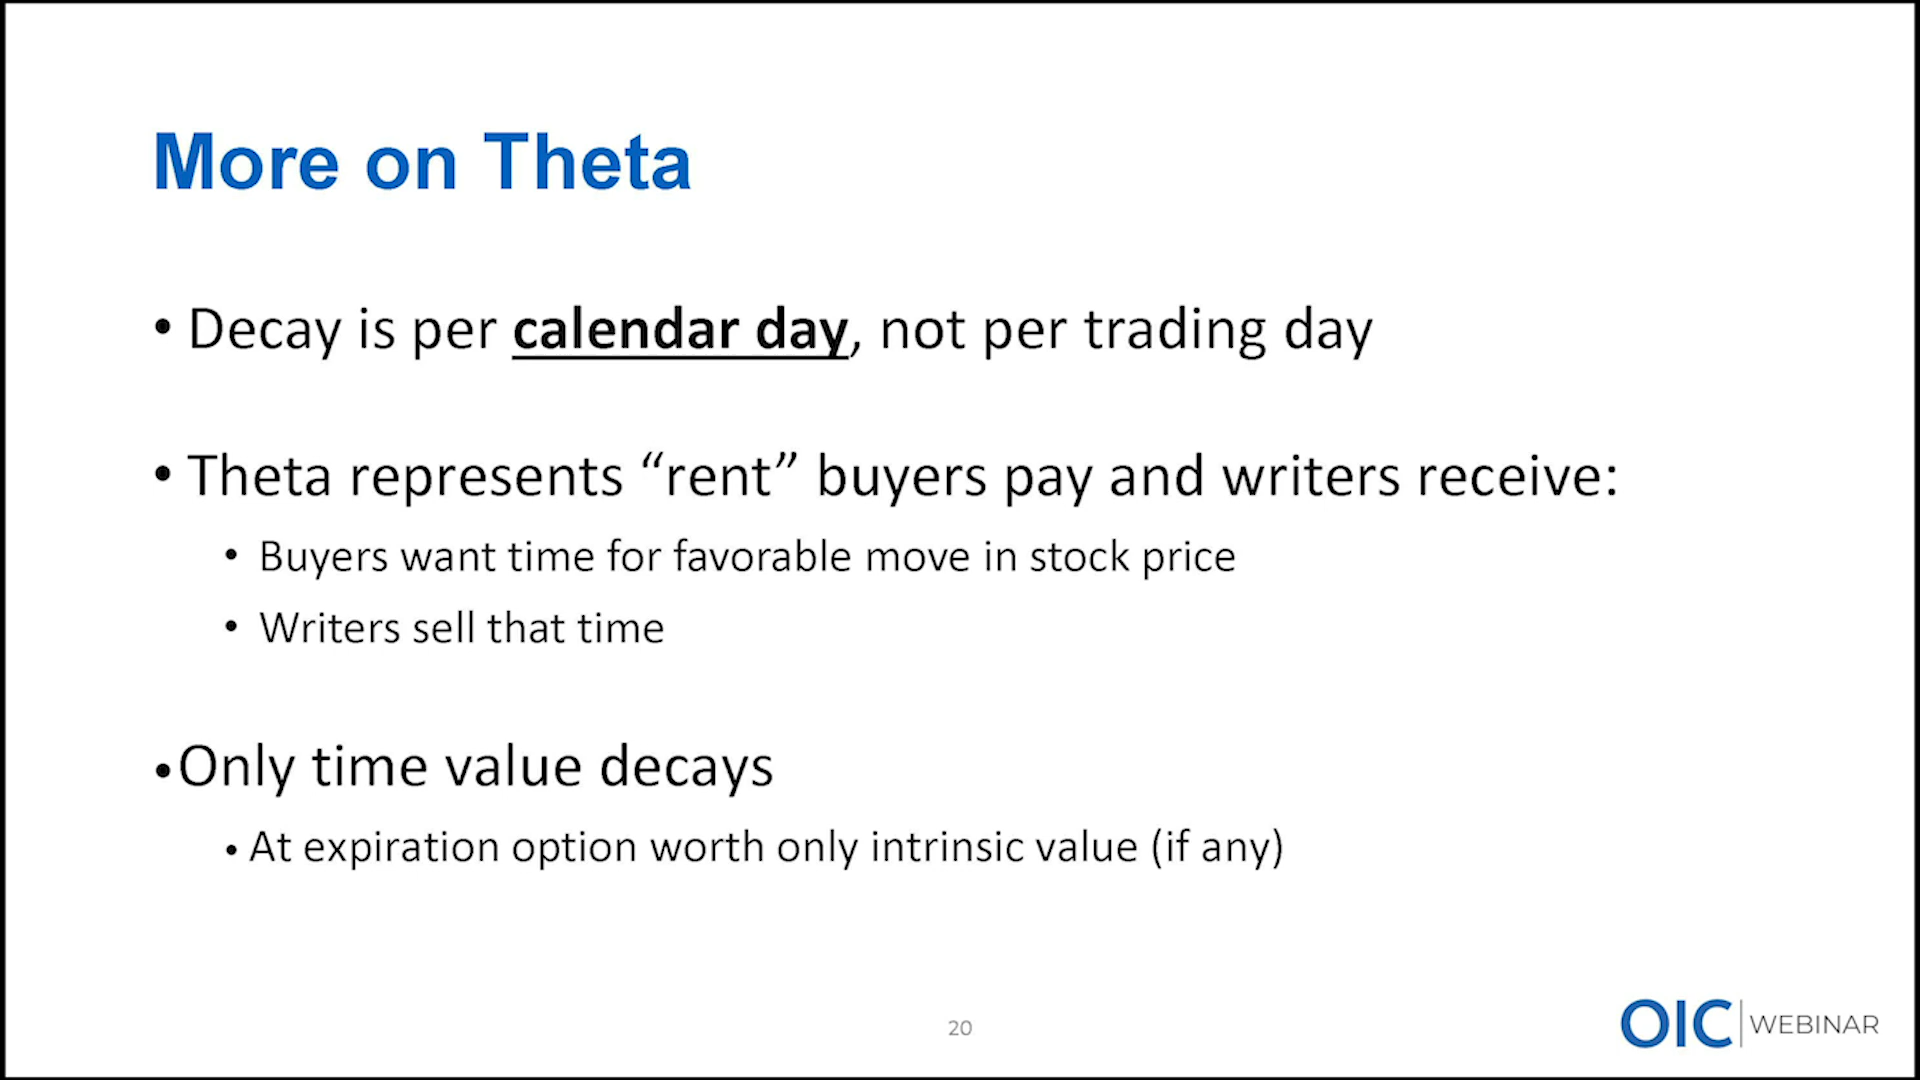 More on Theta
• Decay is per calendar day, not per trading day
• Theta represents “rent” buyers pay and writers receive:
• Buyers want time for favorable move in stock price
• Writers sell that time
• Only time value decays
• At expiration option worth only intrinsic value (if any)
20
OIC | WEBINAR